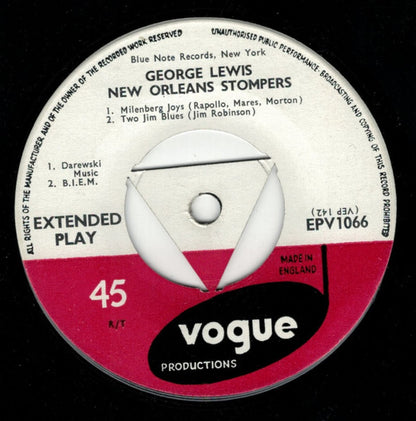 ALL RIGHTS OF THE MANUFACTURER AND OF THE OWNER OF THE RECORDED WORK RESERVED
UNAUTHORISED PUBLIC PERFORMANCE, BROADCASTING AND COPYING OF THIS RECORD PROHIBITED
Blue Note Records, New York
GEORGE LEWIS
NEW ORLEANS STOMPERS
1. Milenberg Joys (Rapollo, Mares, Morton)
2. Two Jim Blues (Jim Robinson)
1. Darewski
Music
2. B.I.E.M.
EXTENDED
PLAY
(VEP 142)
EPV1066
MADE IN
ENGLAND
45
R/T
vogue
PRODUCTIONS